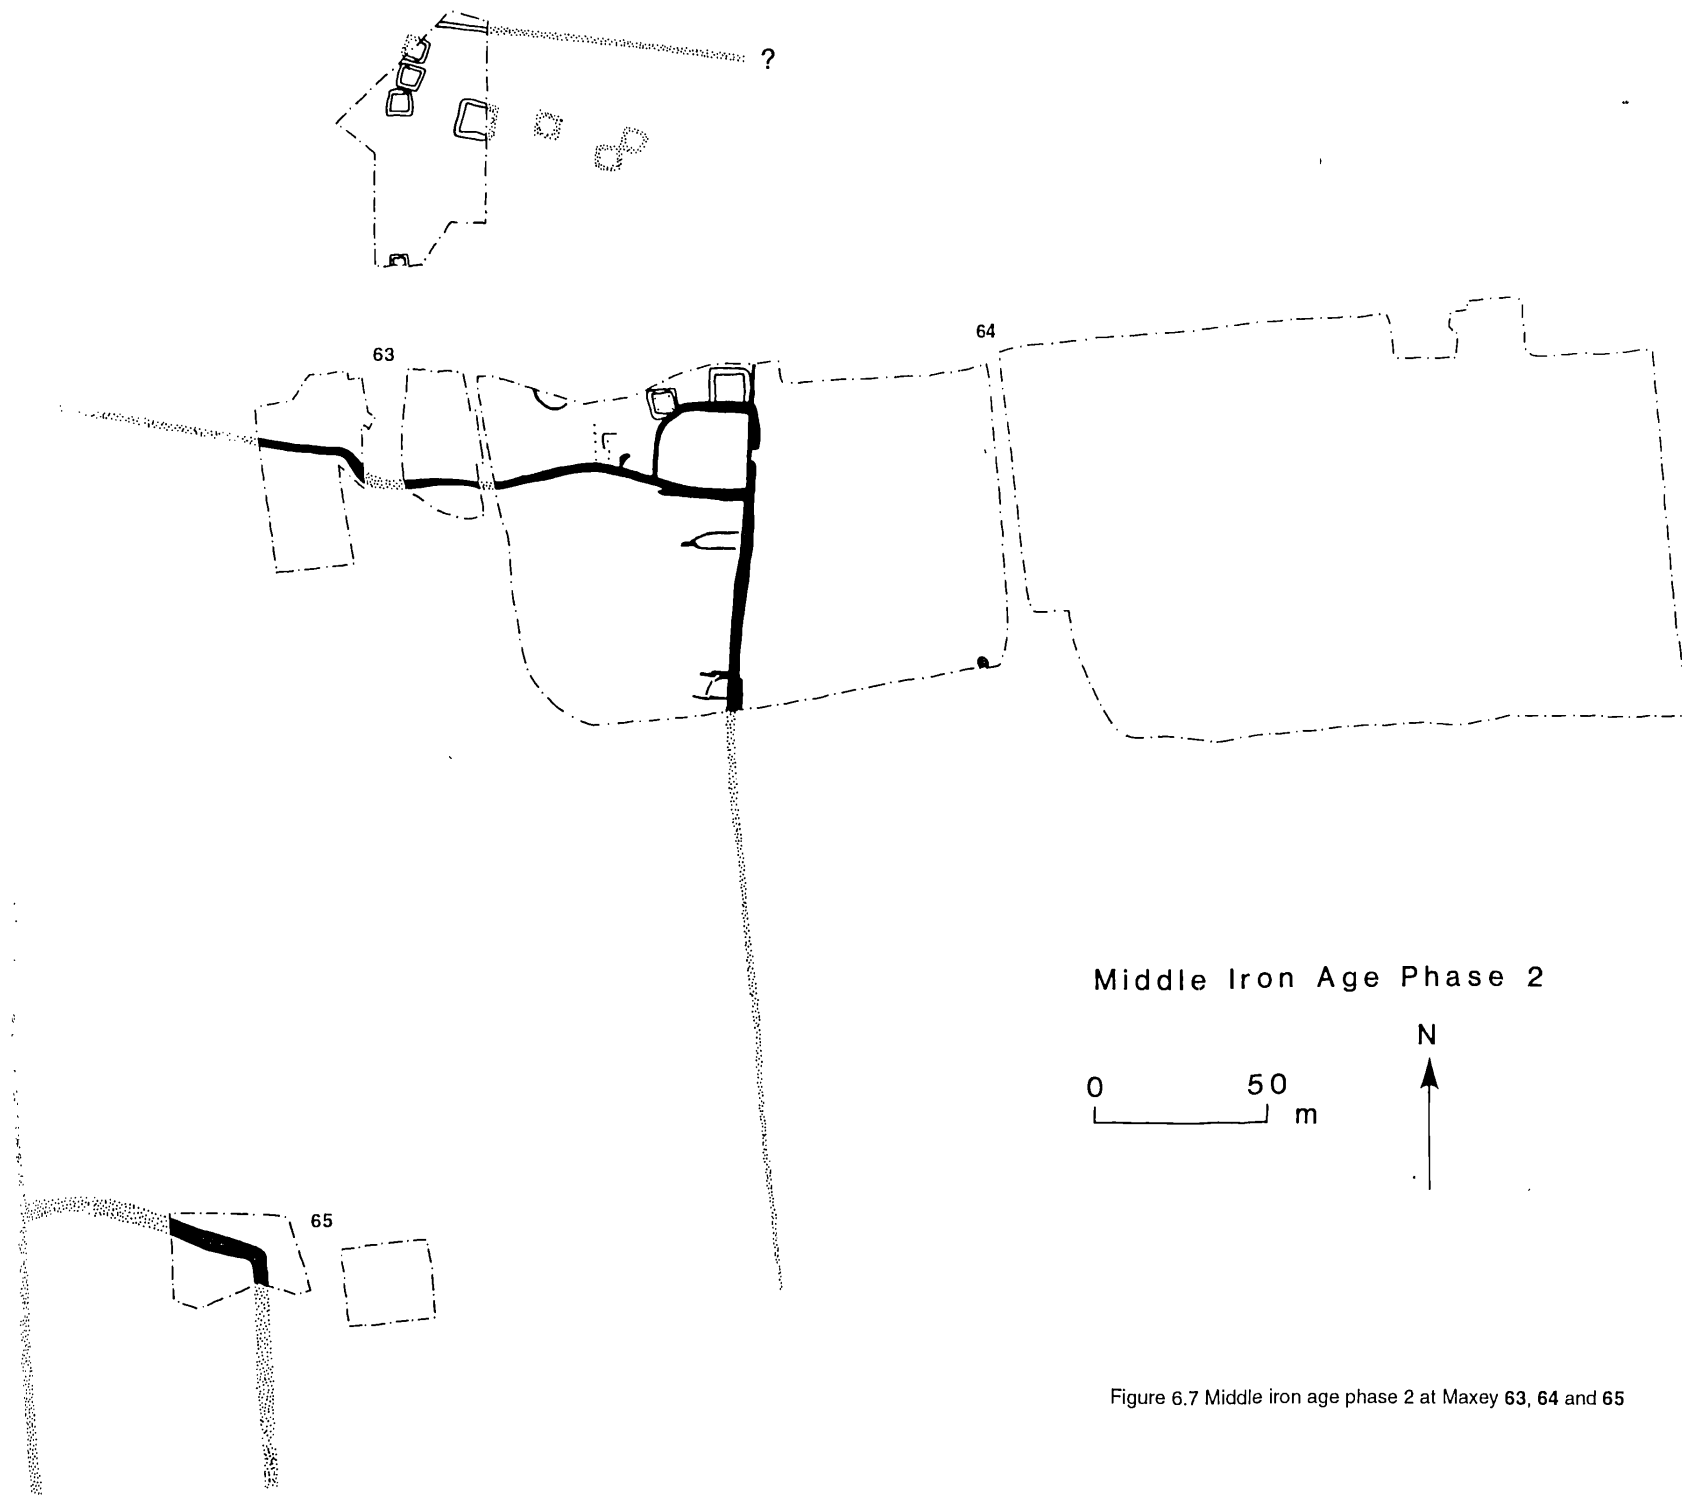 ?
64
63
Middle Iron Age Phase 2
N
0 50
m
65
Figure 6.7 Middle iron age phase 2 at Maxey 63, 64 and 65